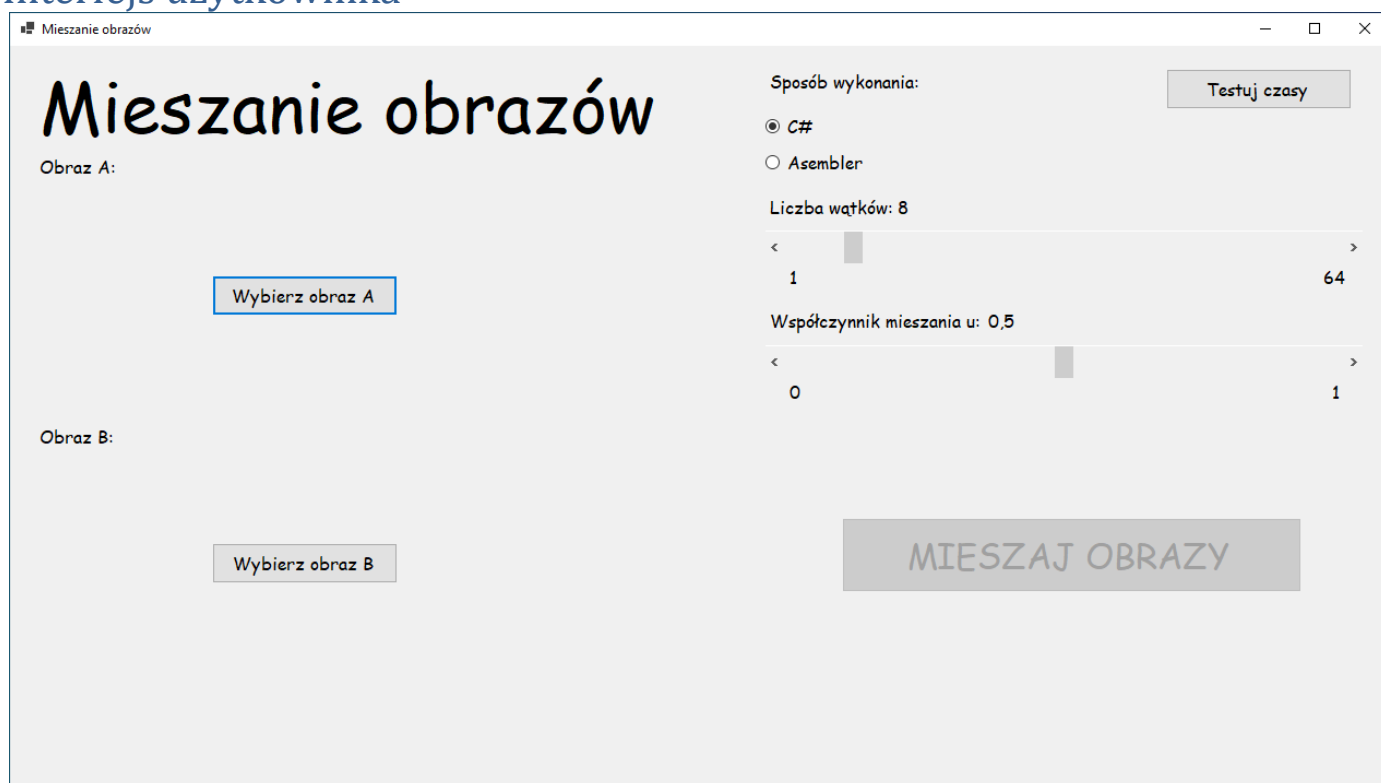 Interfejs użytkownika
Mieszanie obrazów
Mieszanie obrazów
Obraz A:
Wybierz obraz A
Obraz B:
Wybierz obraz B
Sposób wykonania:
Testuj czasy
C#
Asembler
Liczba wątków: 8
1
64
Współczynnik mieszania u: 0,5
0
1
MIESZAJ OBRAZY